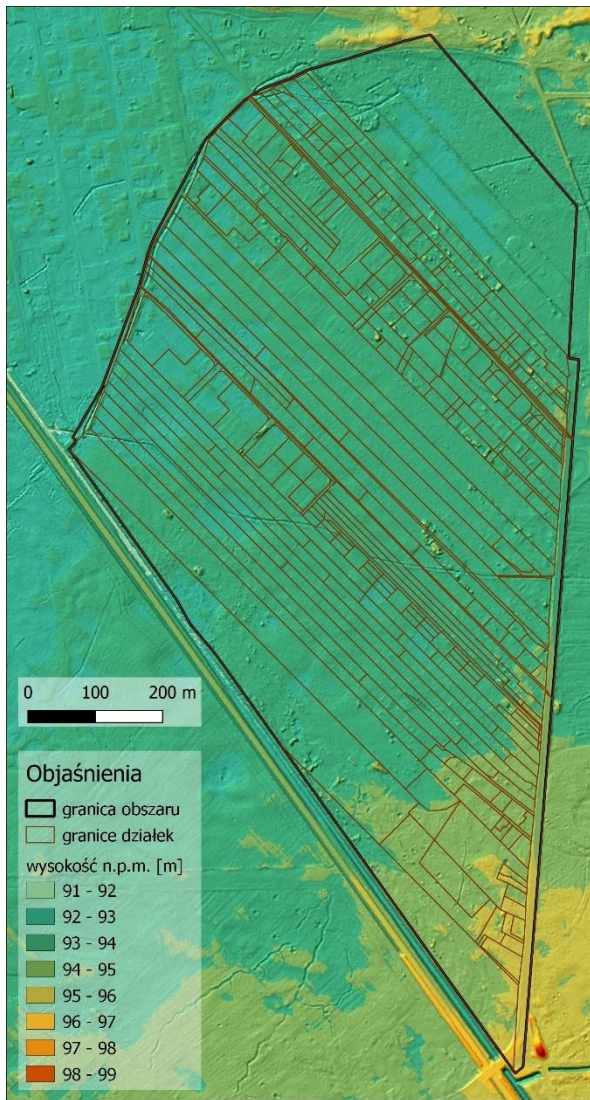 0 100 200 m
Objaśnienia
granica obszaru
granice działek
wysokość n.p.m. [m]
91 - 92
92 - 93
93 - 94
94 - 95
95 - 96
96 - 97
97 - 98
98 - 99